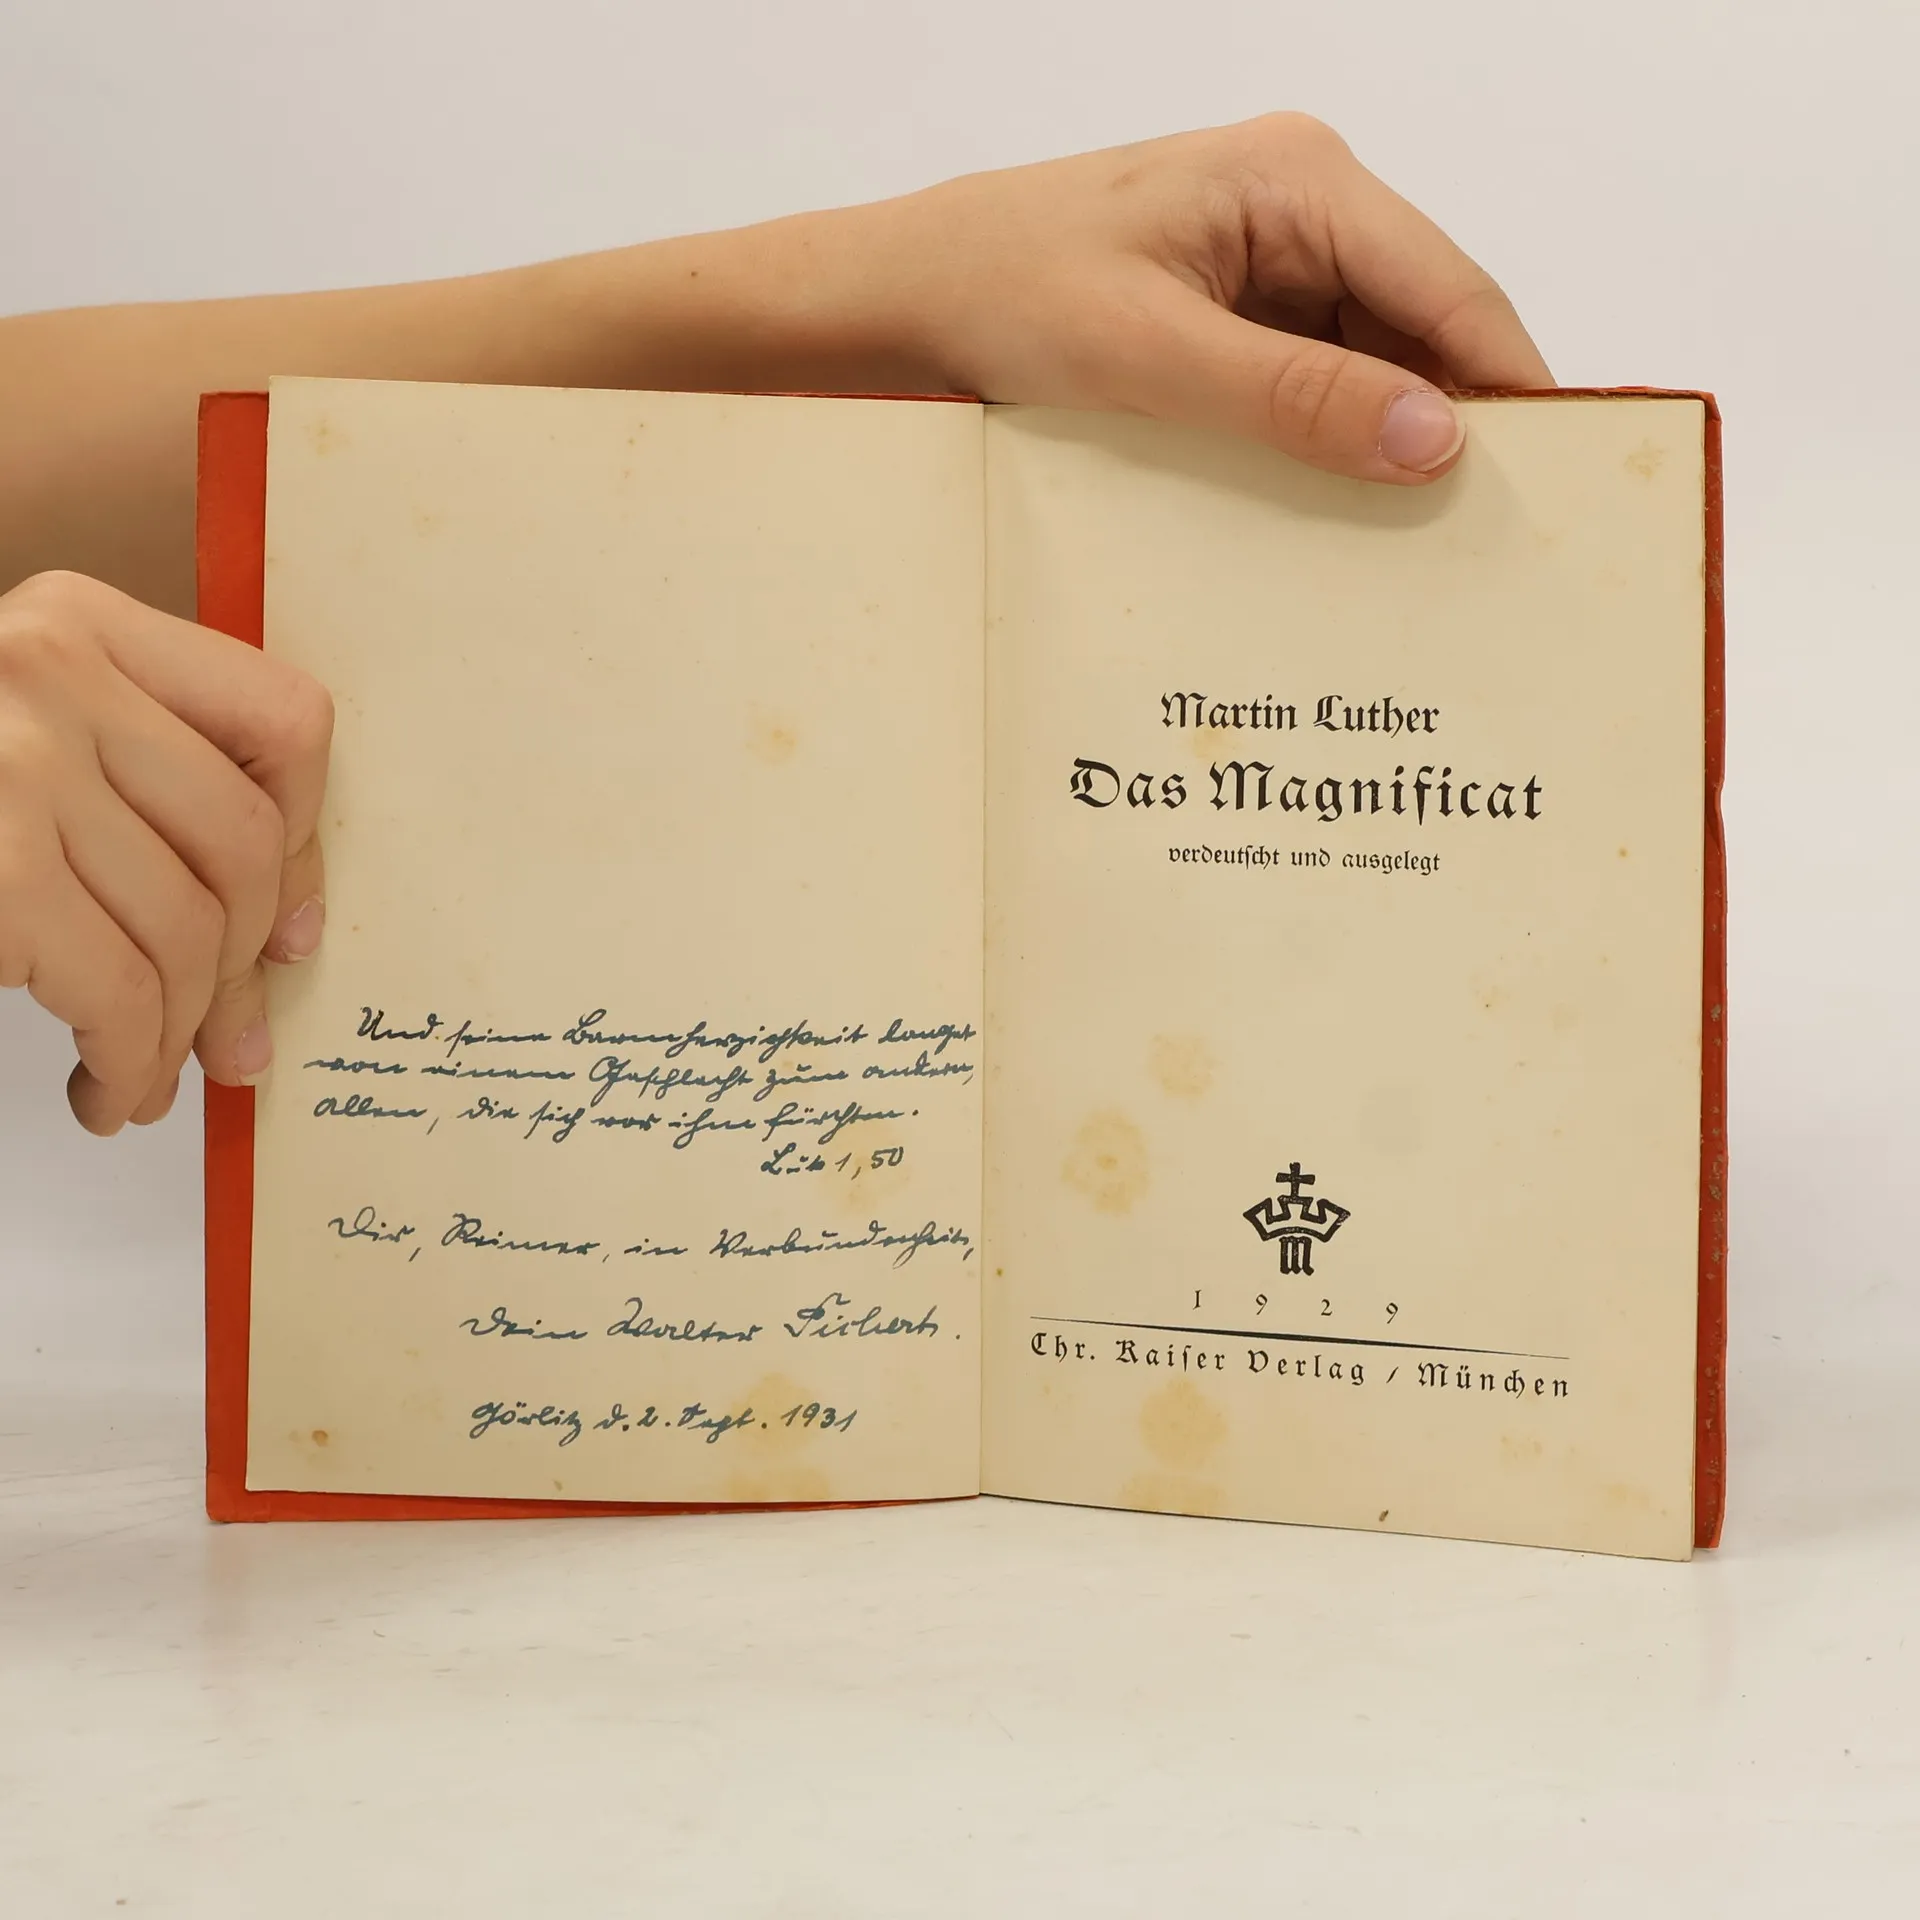 Und seine Barmherzigkeit langet
von einem Geschlecht zum andern,
Allen, die sich vor ihm fürchten.
Luk 1, 50
Dir, Reimer, in Verbundenheit,
Dein Walter
Görlitz d. 2. Sept. 1931
Martin Luther
Das Magnificat
verdeutscht und ausgelegt
m
1929
Chr. Kaiser Verlag / München